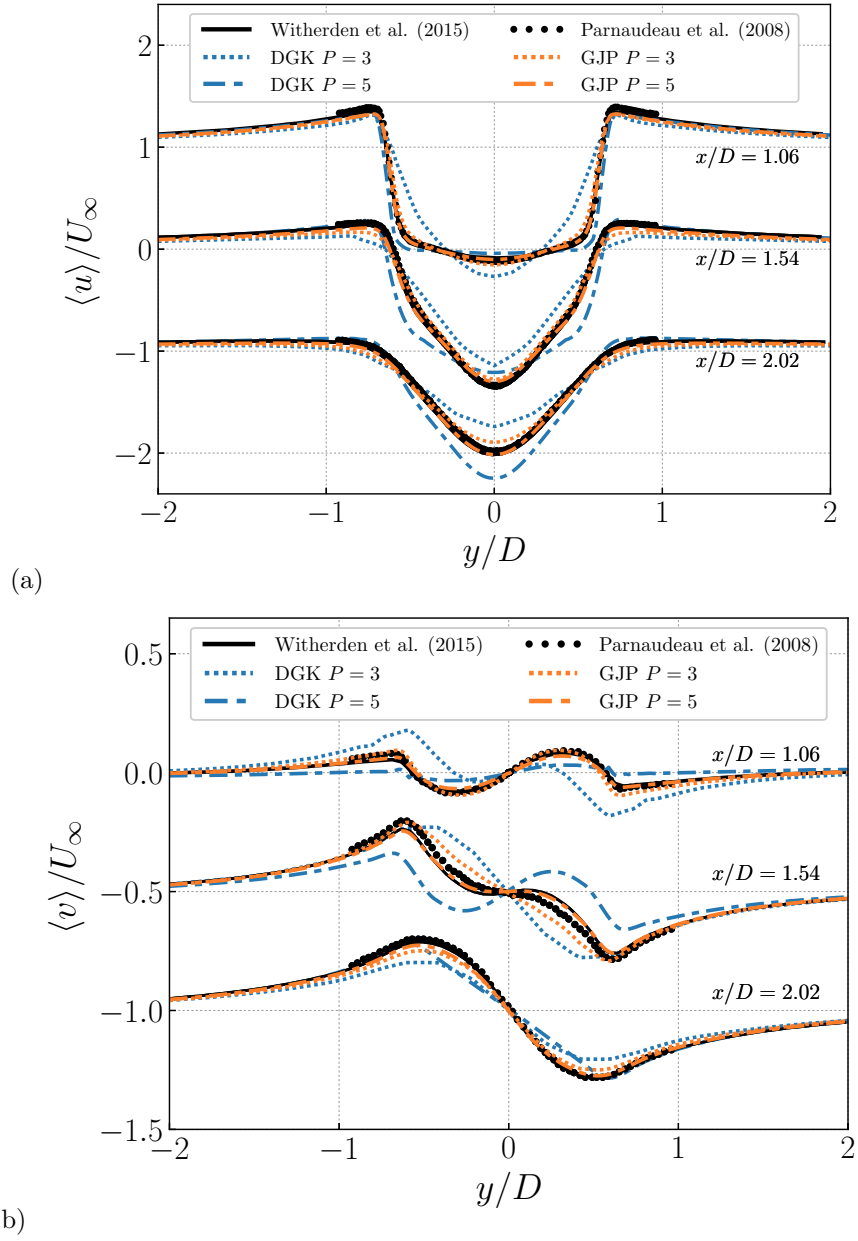 Witherden et al. (2015)
Parnaudeau et al. (2008)
DGK P = 3
GJP P = 3
DGK P = 5
GJP P = 5
2
1
0
−1
−2
x/D = 1.06
x/D = 1.54
x/D = 2.02
⟨u⟩/U∞
−2
−1
0
1
2
y/D
(a)
Witherden et al. (2015)
Parnaudeau et al. (2008)
DGK P = 3
GJP P = 3
DGK P = 5
GJP P = 5
0.5
0.0
−0.5
−1.0
−1.5
x/D = 1.06
x/D = 1.54
x/D = 2.02
⟨v⟩/U∞
−2
−1
0
1
2
y/D
b)